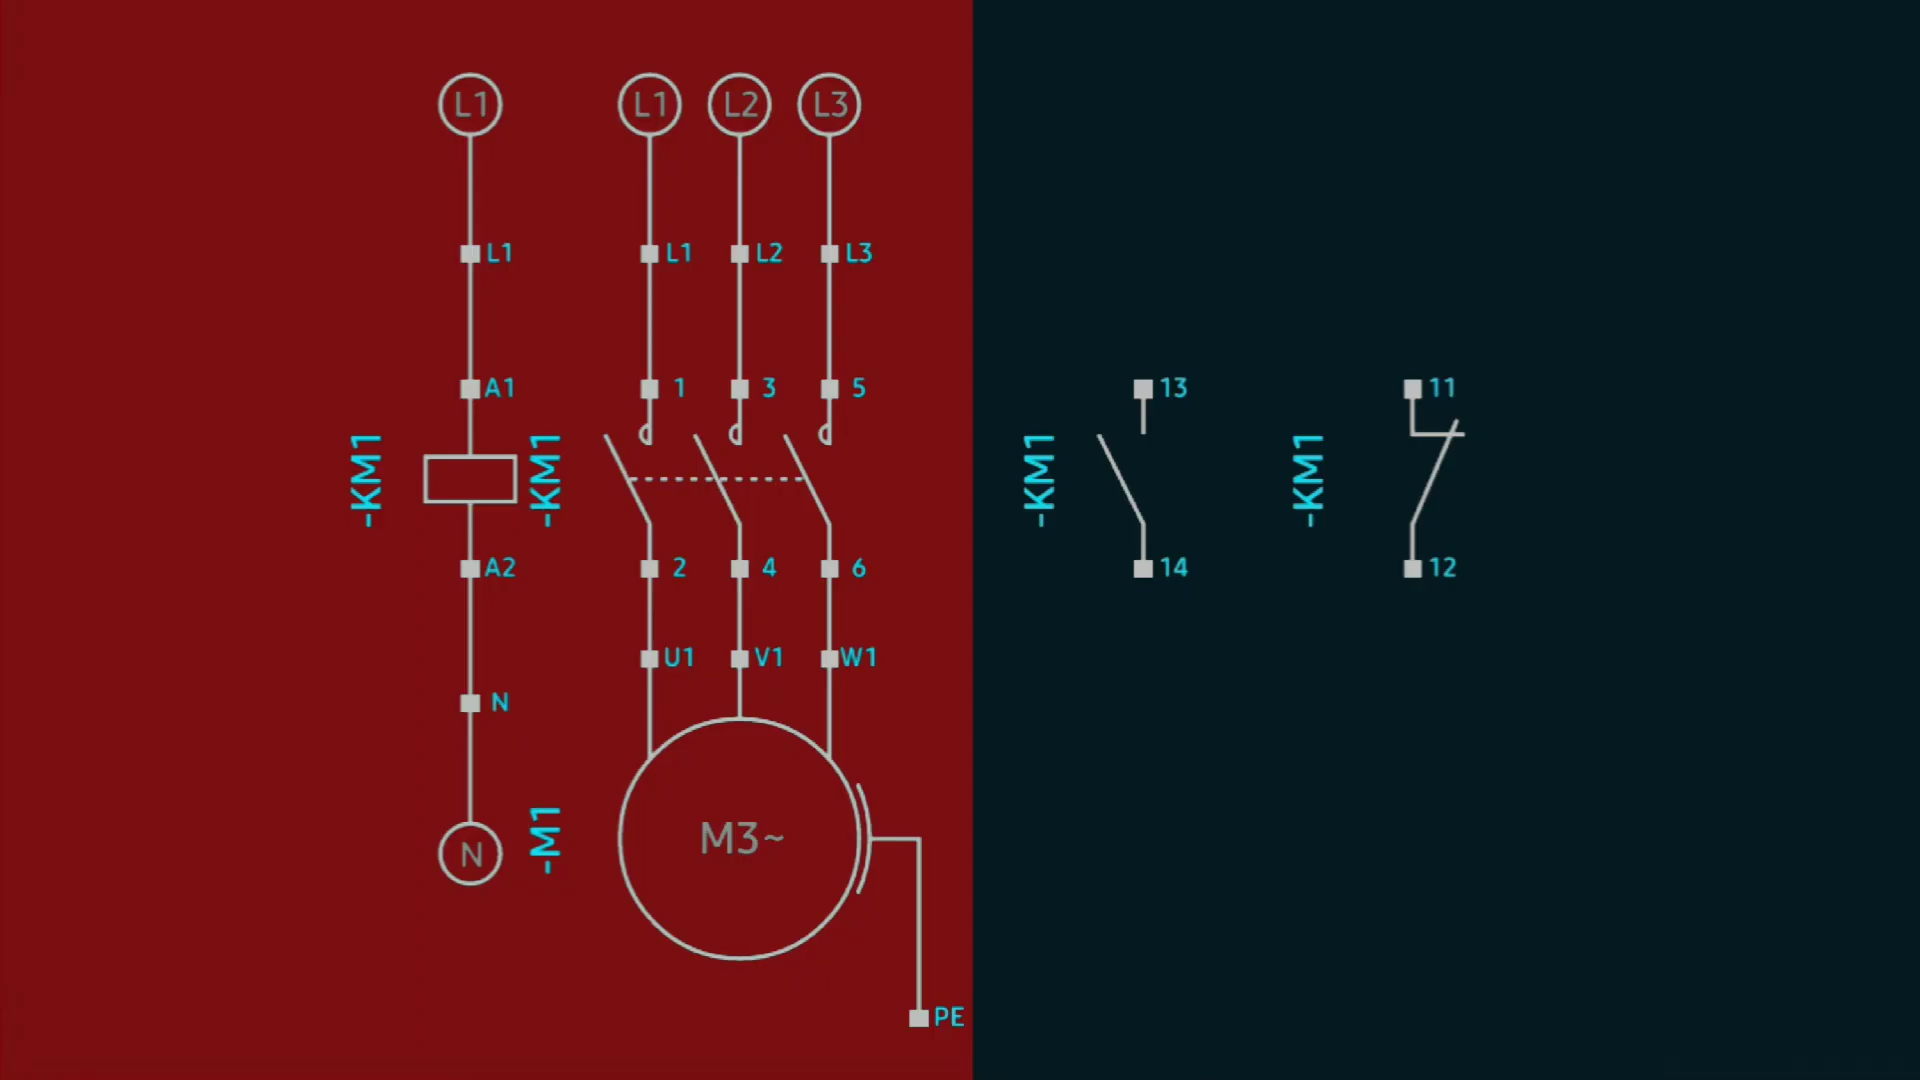 L1 L1 L2 L3
L1 L1 L2 L3
A1 1 3 5 13 11
-KM1 -KM1 -KM1 -KM1
A2 2 4 6 14 12
U1 V1 W1
N
-M1 M3~
N
PE